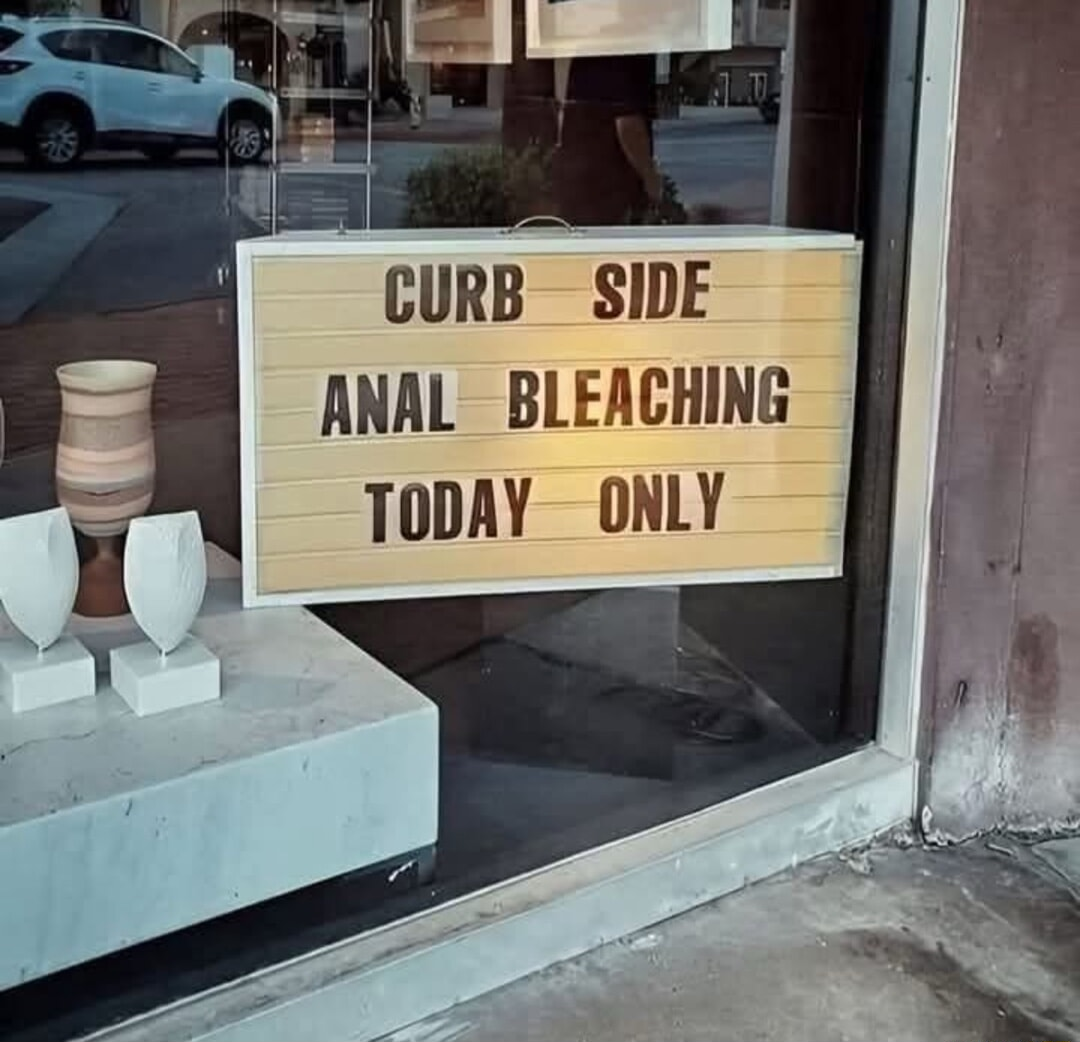 CURB SIDE
ANAL BLEACHING
TODAY ONLY